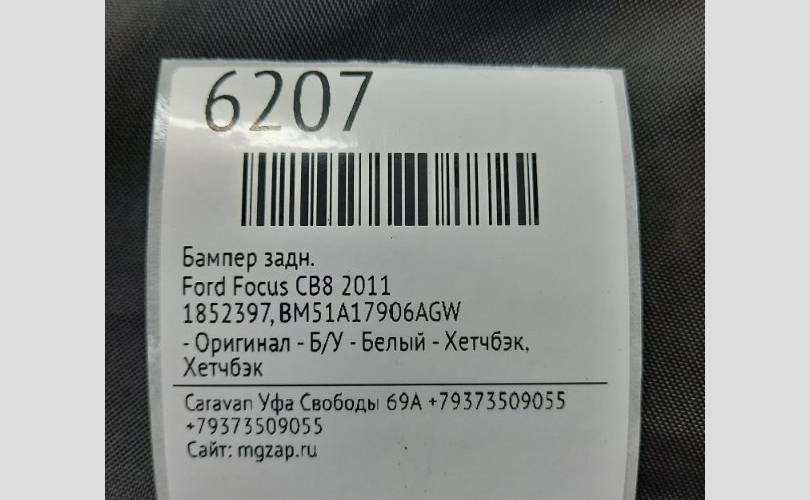 6207
Бампер задн.
Ford Focus CB8 2011
1852397, BM51A17906AGW
- Оригинал - Б/У - Белый - Хетчбэк,
Хетчбэк
Caravan Уфа Свободы 69А +79373509055
+79373509055
Сайт: mgzap.ru